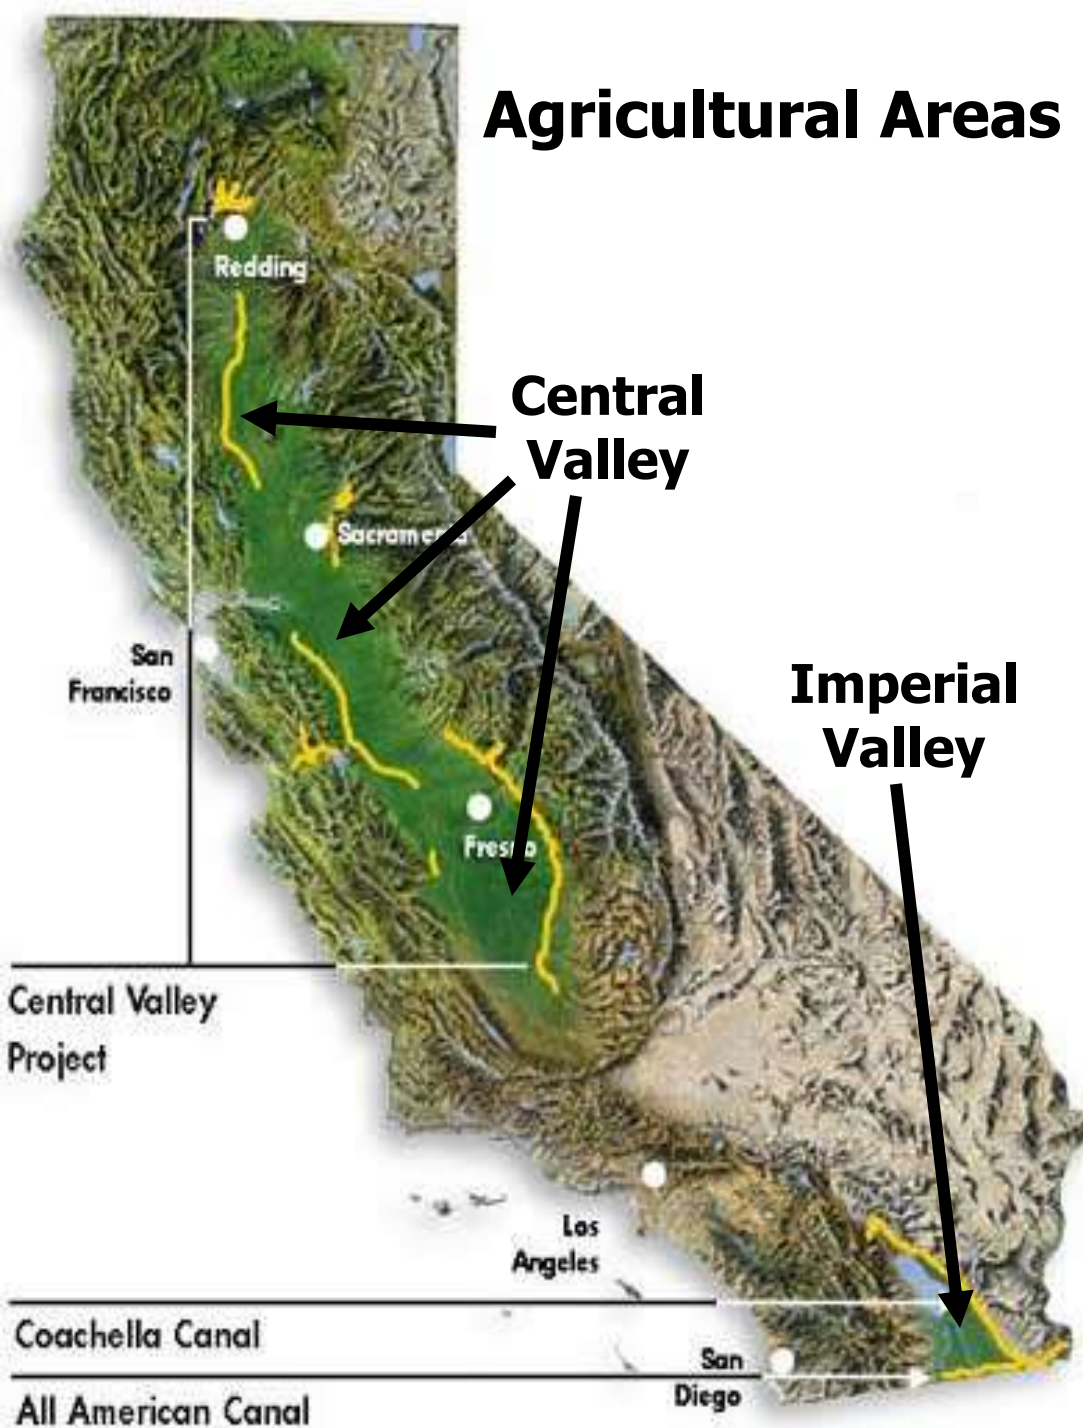 Agricultural Areas
Redding
Central
Valley
Sacramento
San
Francisco
Imperial
Valley
Fresno
Central Valley
Project
Los
Angeles
Coachella Canal
San
Diego
All American Canal